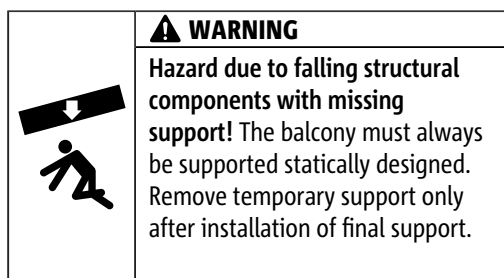 WARNING
Hazard due to falling structural
components with missing
support! The balcony must always
be supported statically designed.
Remove temporary support only
after installation of final support.